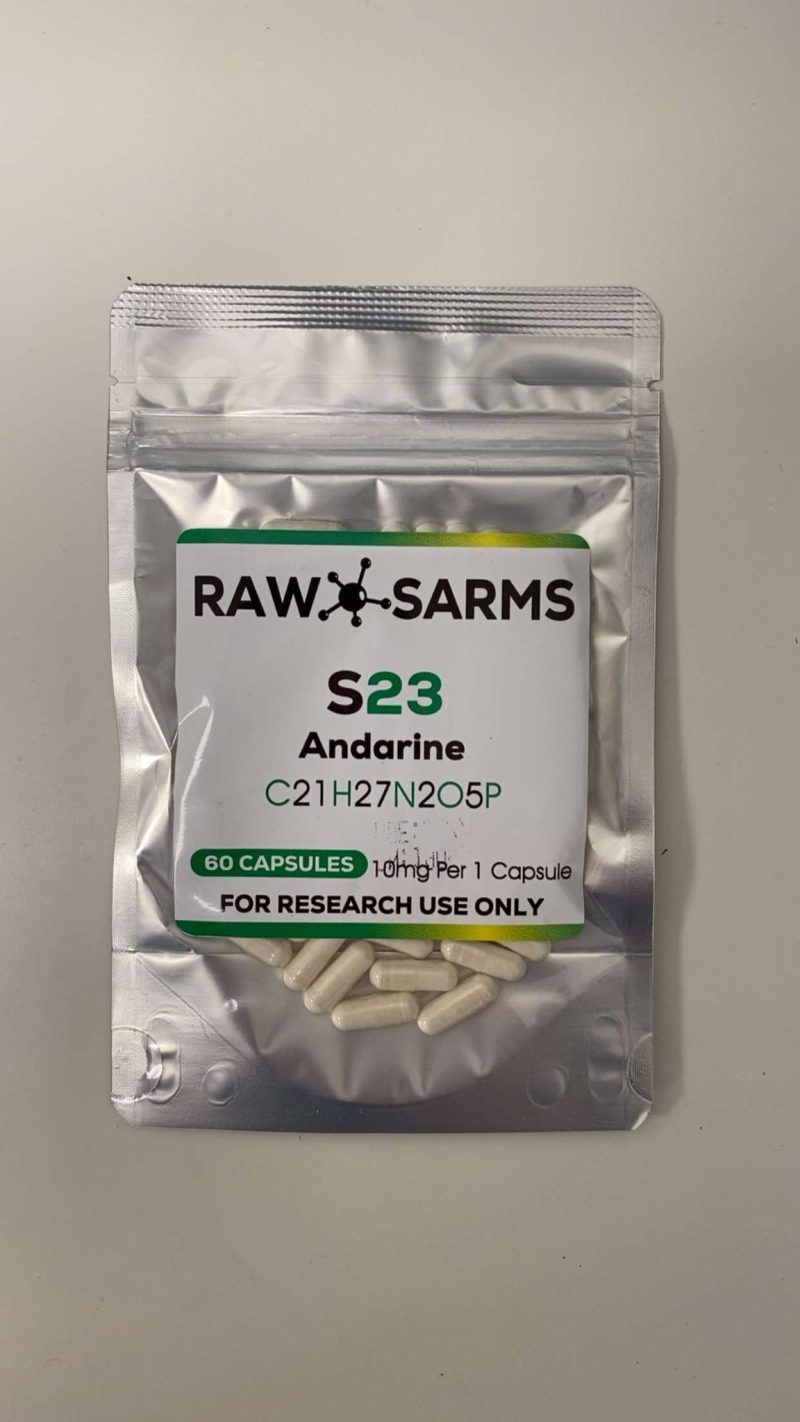 RAW SARMS
S23
Andarine
C21H27N2O5P
60 CAPSULES 10mg Per 1 Capsule
FOR RESEARCH USE ONLY